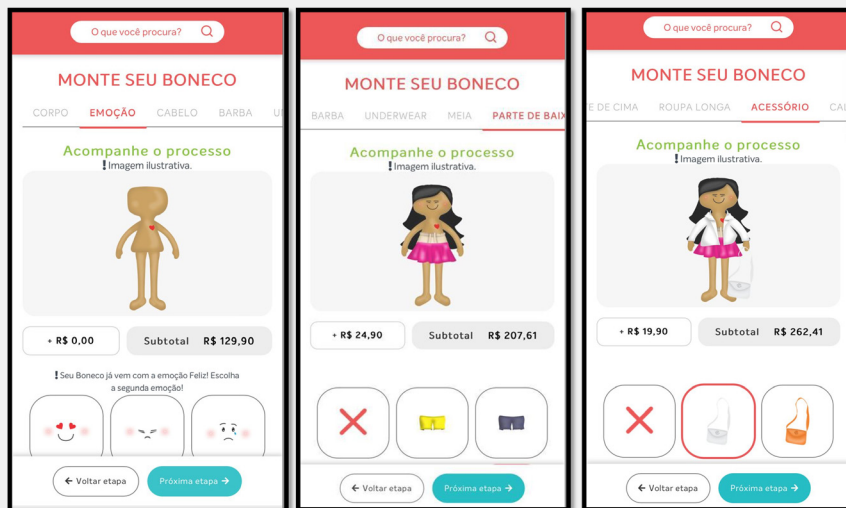 O que você procura?
MONTE SEU BONECO
CORPO EMOÇÃO CABELO BARBA
Acompanhe o processo
! Imagem ilustrativa.
+ R$ 0,00 Subtotal R$ 129,90
! Seu Boneco já vem com a emoção Feliz! Escolha
a segunda emoção!
← Voltar etapa Próxima etapa →
O que você procura?
MONTE SEU BONECO
BARBA UNDERWEAR MEIA PARTE DE BAIX
Acompanhe o processo
! Imagem ilustrativa.
+ R$ 24,90 Subtotal R$ 207,61
← Voltar etapa Próxima etapa →
O que você procura?
MONTE SEU BONECO
E DE CIMA ROUPA LONGA ACESSÓRIO CAL
Acompanhe o processo
! Imagem ilustrativa.
+ R$ 19,90 Subtotal R$ 262,41
← Voltar etapa Próxima etapa →